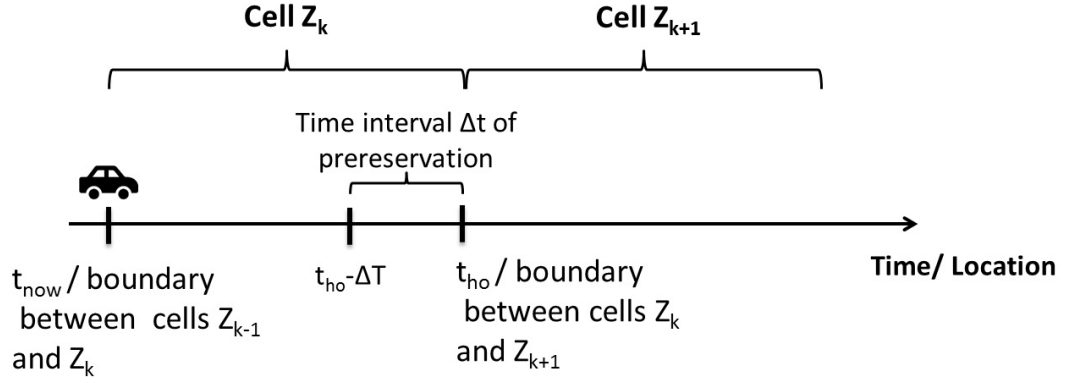 Cell Zk
Cell Zk+1
Time interval Δt of
prereservation
tnow / boundary
between cells Zk-1
and Zk
tho-ΔT
tho / boundary
between cells Zk
and Zk+1
Time/ Location